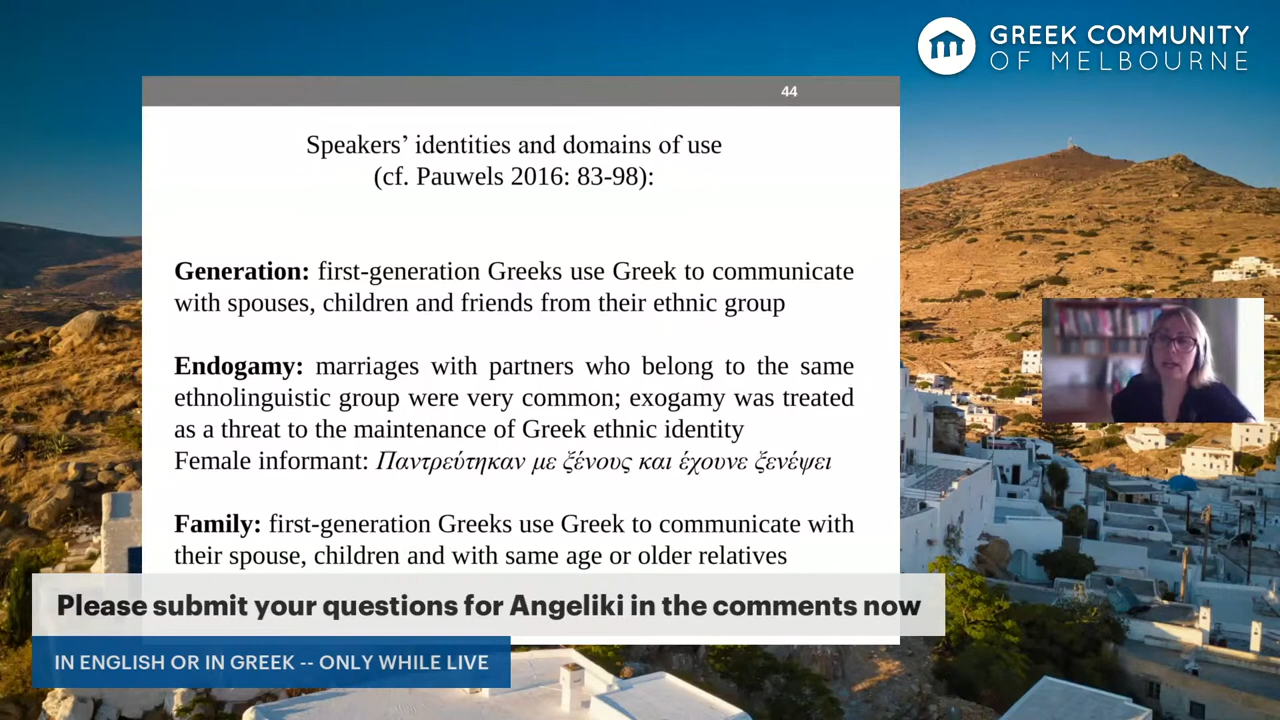 GREEK COMMUNITY
OF MELBOURNE
44
Speakers’ identities and domains of use
(cf. Pauwels 2016: 83-98):
Generation: first-generation Greeks use Greek to communicate
with spouses, children and friends from their ethnic group
Endogamy: marriages with partners who belong to the same
ethnolinguistic group were very common; exogamy was treated
as a threat to the maintenance of Greek ethnic identity
Female informant: Παντρεύτηκαν με ξένους και έχουνε ξενέψει
Family: first-generation Greeks use Greek to communicate with
their spouse, children and with same age or older relatives
Please submit your questions for Angeliki in the comments now
IN ENGLISH OR IN GREEK -- ONLY WHILE LIVE